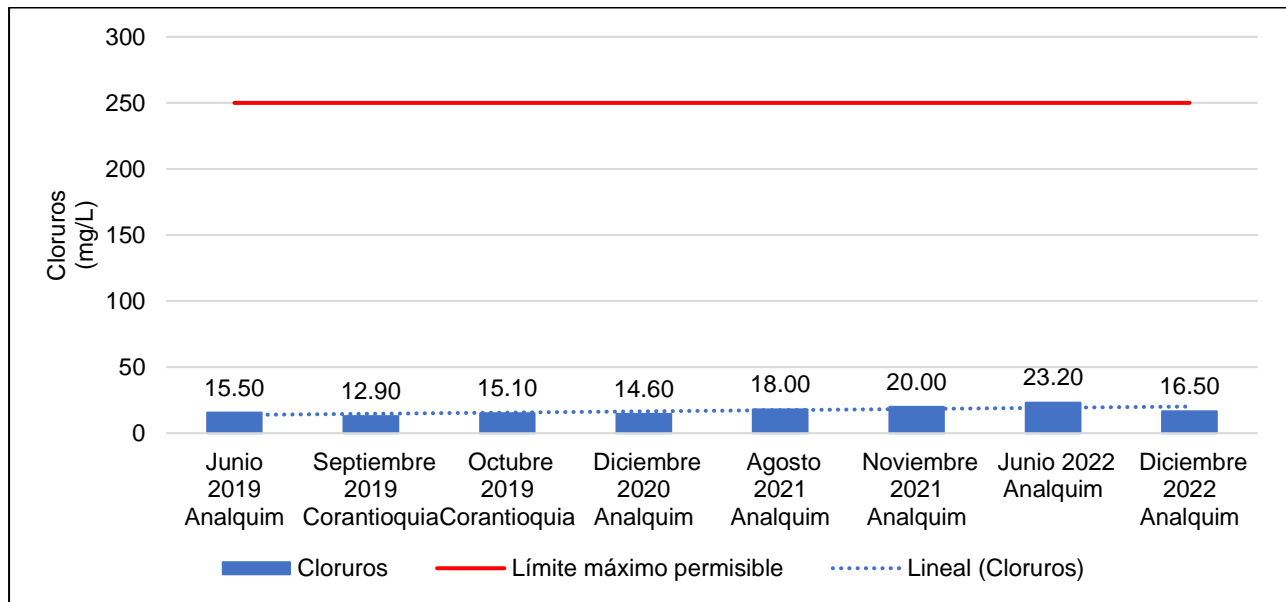 300
250
200
150
100
50
0
Cloruros
(mg/L)
15.50
12.90
15.10
14.60
18.00
20.00
23.20
16.50
Junio
2019
Analquim
Septiembre
2019
Corantioquia
Octubre
2019
Corantioquia
Diciembre
2020
Analquim
Agosto
2021
Analquim
Noviembre
2021
Analquim
Junio 2022
Analquim
Diciembre
2022
Analquim
Cloruros
Límite máximo permisible
Lineal (Cloruros)